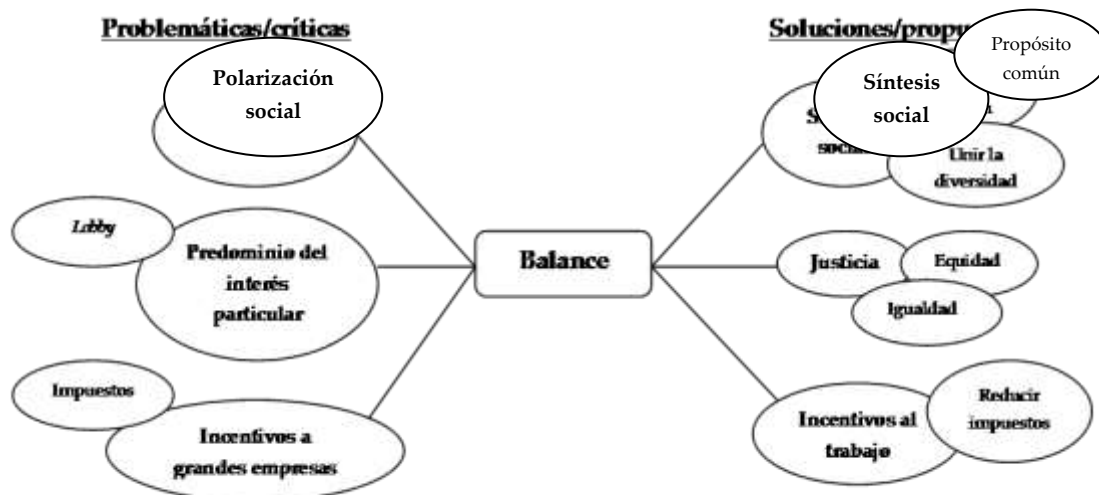 Problemáticas/críticas
Polarización
social
Lobby
Predominio del
interés
particular
Impuestos
Incentivos a
grandes empresas
Balance
Soluciones/propu
Propósito
común
Síntesis
social
Unir la
diversidad
Justicia
Equidad
Igualdad
Incentivos al
trabajo
Reducir
impuestos